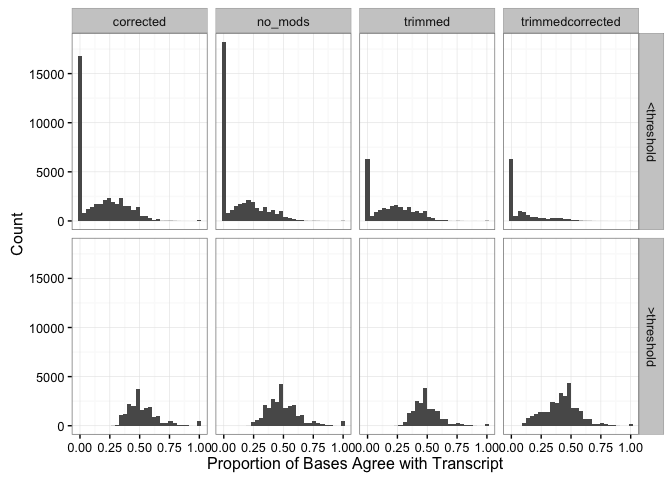 corrected no_mods trimmed trimmedcorrected
15000
10000
5000
0
<threshold
Count
15000
10000
5000
0
>threshold
0.00 0.25 0.50 0.75 1.00 0.00 0.25 0.50 0.75 1.00 0.00 0.25 0.50 0.75 1.00 0.00 0.25 0.50 0.75 1.00
Proportion of Bases Agree with Transcript